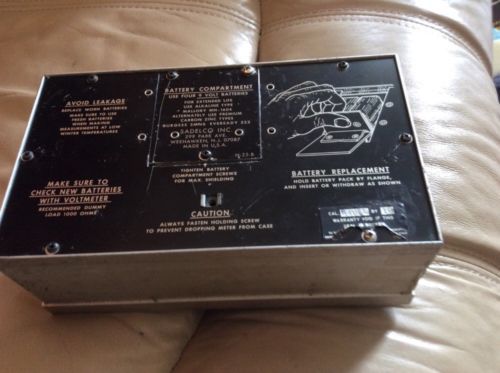 AVOID LEAKAGE
REPLACE WORN BATTERIES
MAKE SURE TO USE
FRESH BATTERIES
WHEN MAKING
MEASUREMENTS AT LOW
WINTER TEMPERATURES
BATTERY COMPARTMENT
USE FOUR 9 VOLT BATTERIES
FOR EXTENDED LIFE
USE ALKALINE TYPE
MALLORY MN-1604
ALTERNATELY USE PREMIUM
CARBON ZINC TYPES
BURGESS 2MN6 EVEREADY 222
SADELCO INC
299 PARK AVE.
WEEHAWKEN, N.J. 07087
MADE IN U.S.A.
TIGHTEN BATTERY
COMPARTMENT SCREWS
FOR MAX. SHIELDING
BATTERY REPLACEMENT
HOLD BATTERY PACK BY FLANGE,
AND INSERT OR WITHDRAW AS SHOWN
MAKE SURE TO
CHECK NEW BATTERIES
WITH VOLTMETER
RECOMMENDED DUMMY
LOAD 1000 OHMS
CAUTION
ALWAYS FASTEN HOLDING SCREW
TO PREVENT DROPPING METER FROM CASE
CAL. BY
WARRANTY VOID IF THIS